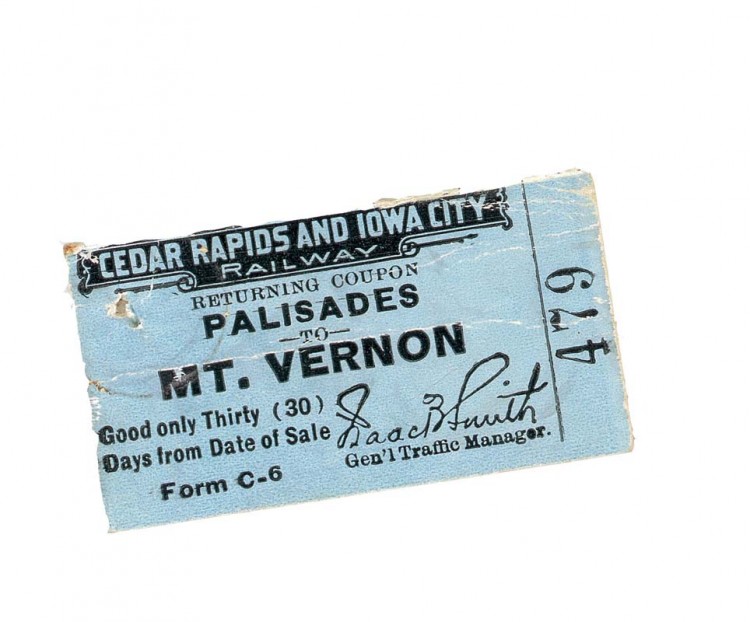 CEDAR RAPIDS AND IOWA CITY
RAILWAY
RETURNING COUPON
PALISADES
—TO—
MT. VERNON
Good only Thirty (30)
Days from Date of Sale
Isaac B Smith
Gen'l Traffic Manager.
Form C-6
479